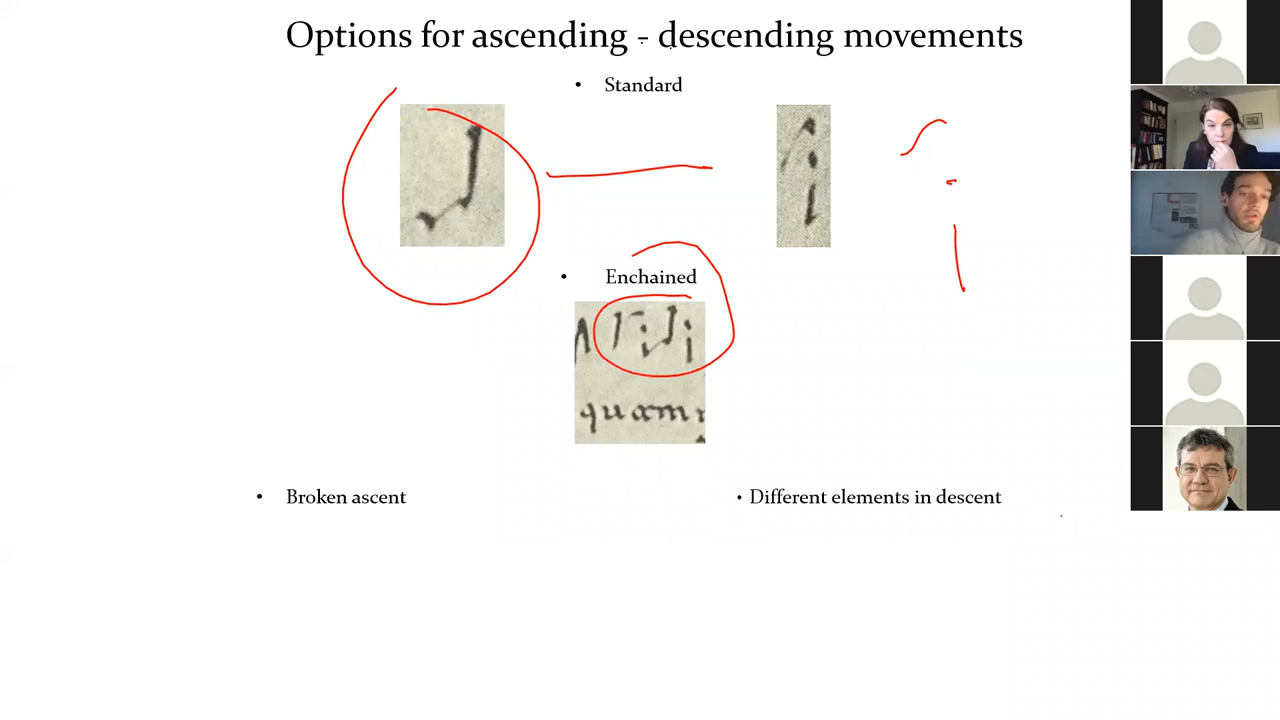 Options for ascending - descending movements
• Standard
• Enchained
quam
• Broken ascent
• Different elements in descent